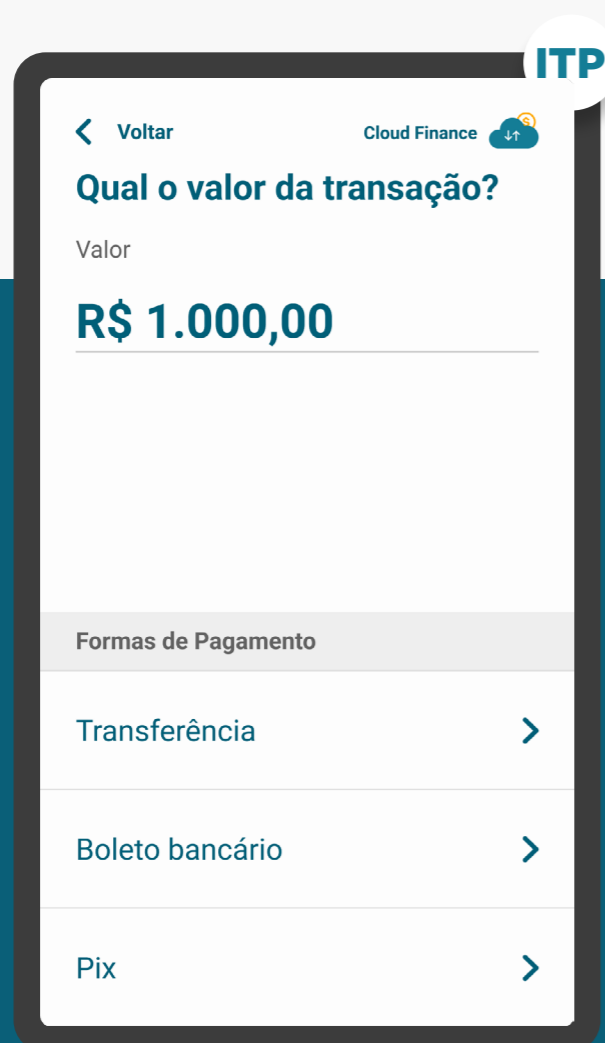 ITP
Voltar
Cloud Finance
Qual o valor da transação?
Valor
R$ 1.000,00
Formas de Pagamento
Transferência
Boleto bancário
Pix